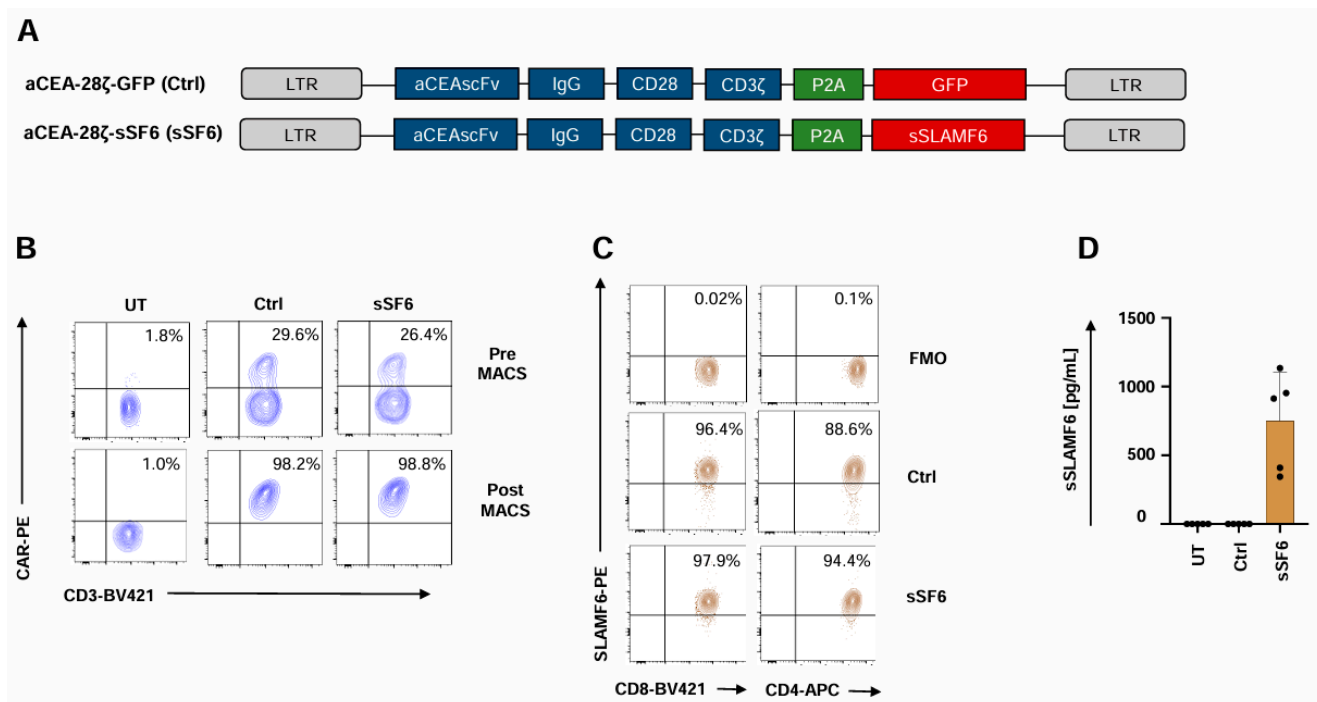 A
aCEA-28ζ-GFP (Ctrl) LTR aCEAscFv IgG CD28 CD3ζ P2A GFP LTR
aCEA-28ζ-sSF6 (sSF6) LTR aCEAscFv IgG CD28 CD3ζ P2A sSLAMF6 LTR
B
UT Ctrl sSF6
1.8% 29.6% 26.4%
Pre
MACS
1.0% 98.2% 98.8%
Post
MACS
CAR-PE
CD3-BV421
C
0.02% 0.1%
FMO
96.4% 88.6%
Ctrl
97.9% 94.4%
sSF6
SLAMF6-PE
CD8-BV421 CD4-APC
D
sSLAMF6 [pg/mL]
1500
1000
500
0
UT Ctrl sSF6